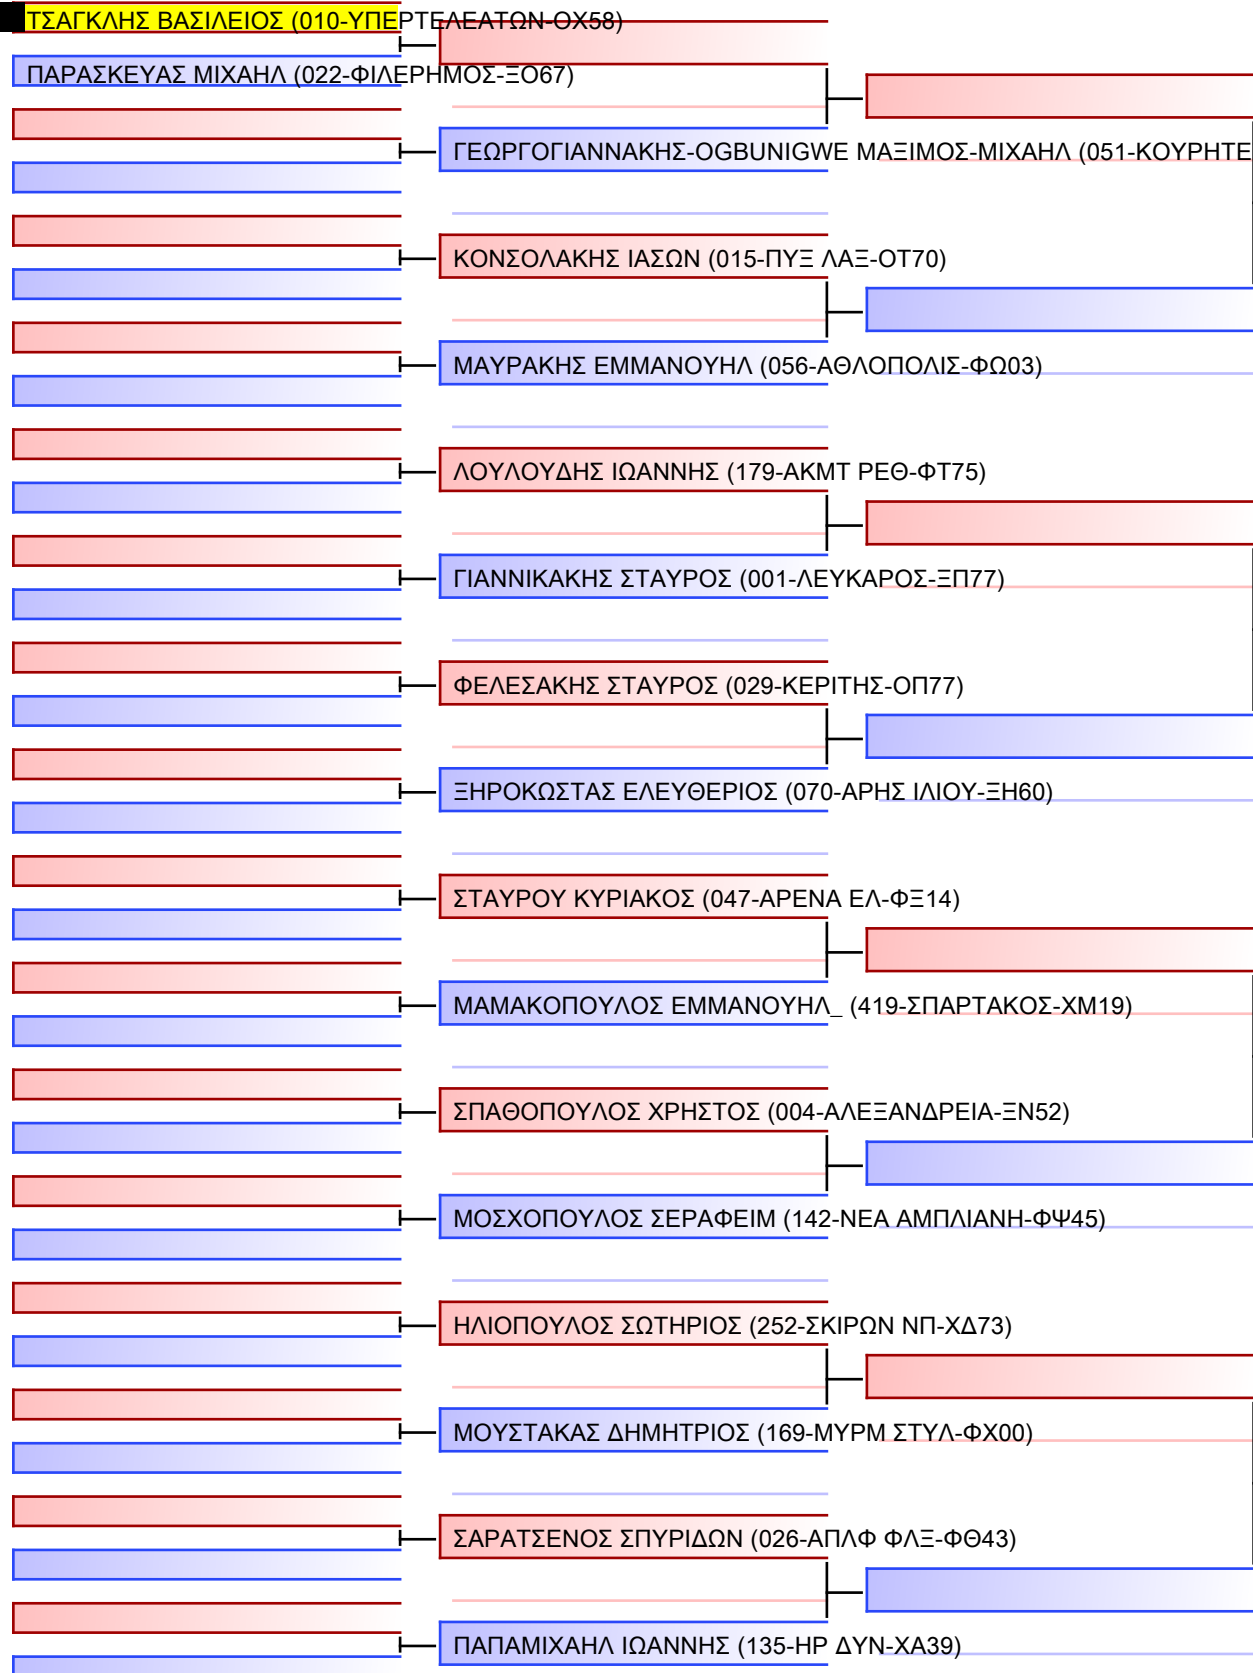 ΤΣΑΓΚΛΗΣ ΒΑΣΙΛΕΙΟΣ (010-ΥΠΕΡΤΕΛΕΑΤΩΝ-ΟΧ58)
ΠΑΡΑΣΚΕΥΑΣ ΜΙΧΑΗΛ (022-ΦΙΛΕΡΗΜΟΣ-ΞΟ67)
ΓΕΩΡΓΟΓΙΑΝΝΑΚΗΣ-OGBUNIGWE ΜΑΞΙΜΟΣ-ΜΙΧΑΗΛ (051-ΚΟΥΡΗΤΕ
ΚΟΝΣΟΛΑΚΗΣ ΙΑΣΩΝ (015-ΠΥΞ ΛΑΞ-ΟΤ70)
ΜΑΥΡΑΚΗΣ ΕΜΜΑΝΟΥΗΛ (056-ΑΘΛΟΠΟΛΙΣ-ΦΩ03)
ΛΟΥΛΟΥΔΗΣ ΙΩΑΝΝΗΣ (179-ΑΚΜΤ ΡΕΘ-ΦΤ75)
ΓΙΑΝΝΙΚΑΚΗΣ ΣΤΑΥΡΟΣ (001-ΛΕΥΚΑΡΟΣ-ΞΠ77)
ΦΕΛΕΣΑΚΗΣ ΣΤΑΥΡΟΣ (029-ΚΕΡΙΤΗΣ-ΟΠ77)
ΞΗΡΟΚΩΣΤΑΣ ΕΛΕΥΘΕΡΙΟΣ (070-ΑΡΗΣ ΙΛΙΟΥ-ΞΗ60)
ΣΤΑΥΡΟΥ ΚΥΡΙΑΚΟΣ (047-ΑΡΕΝΑ ΕΛ-ΦΞ14)
ΜΑΜΑΚΟΠΟΥΛΟΣ ΕΜΜΑΝΟΥΗΛ_ (419-ΣΠΑΡΤΑΚΟΣ-ΧΜ19)
ΣΠΑΘΟΠΟΥΛΟΣ ΧΡΗΣΤΟΣ (004-ΑΛΕΞΑΝΔΡΕΙΑ-ΞΝ52)
ΜΟΣΧΟΠΟΥΛΟΣ ΣΕΡΑΦΕΙΜ (142-ΝΕΑ ΑΜΠΛΙΑΝΗ-ΦΨ45)
ΗΛΙΟΠΟΥΛΟΣ ΣΩΤΗΡΙΟΣ (252-ΣΚΙΡΩΝ ΝΠ-ΧΔ73)
ΜΟΥΣΤΑΚΑΣ ΔΗΜΗΤΡΙΟΣ (169-ΜΥΡΜ ΣΤΥΛ-ΦΧ00)
ΣΑΡΑΤΣΕΝΟΣ ΣΠΥΡΙΔΩΝ (026-ΑΠΛΦ ΦΛΞ-ΦΘ43)
ΠΑΠΑΜΙΧΑΗΛ ΙΩΑΝΝΗΣ (135-ΗΡ ΔΥΝ-ΧΑ39)